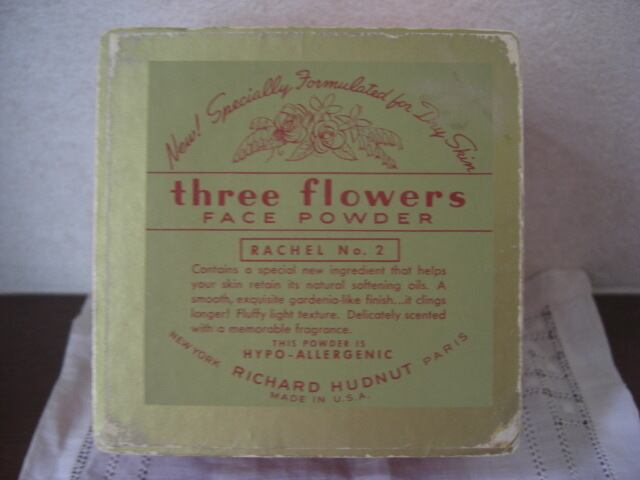 New! Specially Formulated for Dry Skin
three flowers
FACE POWDER
RACHEL No. 2
Contains a special new ingredient that helps
your skin retain its natural softening oils. A
smooth, exquisite gardenia-like finish...it clings
longer! Fluffy light texture. Delicately scented
with a memorable fragrance.
THIS POWDER IS
HYPO-ALLERGENIC
NEW YORK RICHARD HUDNUT PARIS
MADE IN U.S.A.